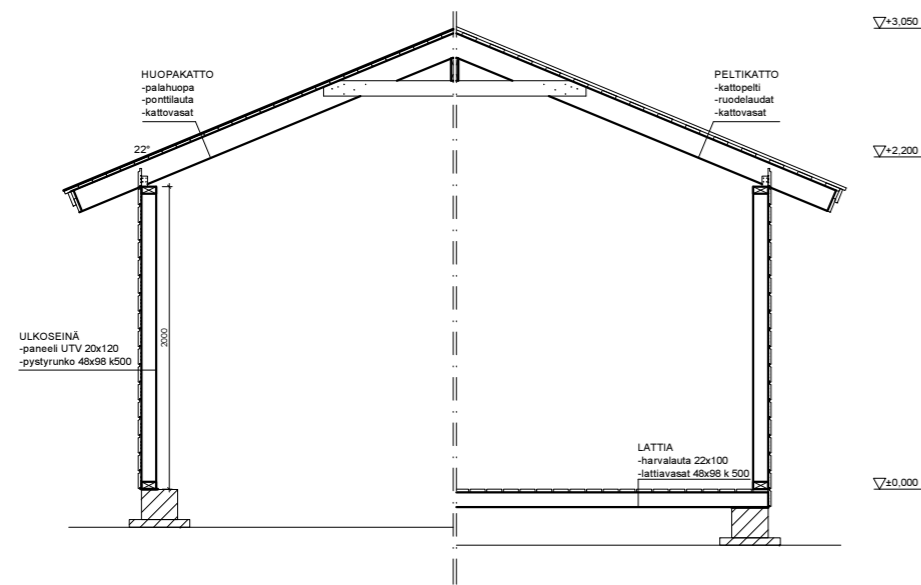 +3,050
HUOPAKATTO
-palahuopa
-ponttilauta
-kattovasat
PELTIKATTO
-kattopelti
-ruodelaudat
-kattovasat
22°
+2,200
2000
ULKOSEINÄ
-paneeli UTV 20x120
-pystyrunko 48x98 k500
LATTIA
-harvalauta 22x100
-lattiavasat 48x98 k 500
±0,000